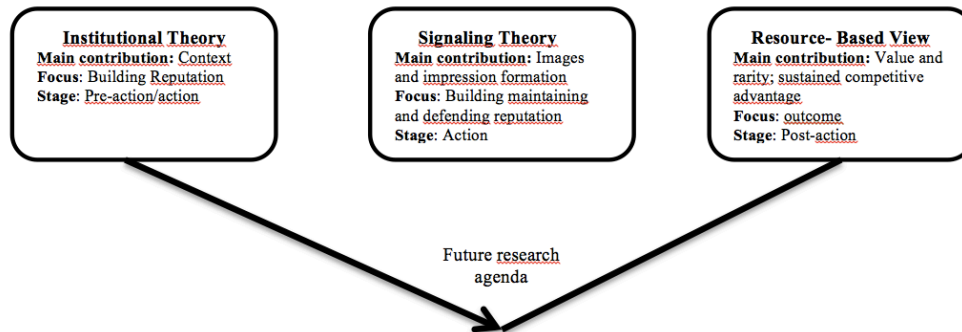 Institutional Theory
Main contribution: Context
Focus: Building Reputation
Stage: Pre-action/action
Signaling Theory
Main contribution: Images
and impression formation
Focus: Building maintaining
and defending reputation
Stage: Action
Resource- Based View
Main contribution: Value and
rarity; sustained competitive
advantage
Focus: outcome
Stage: Post-action
Future research
agenda